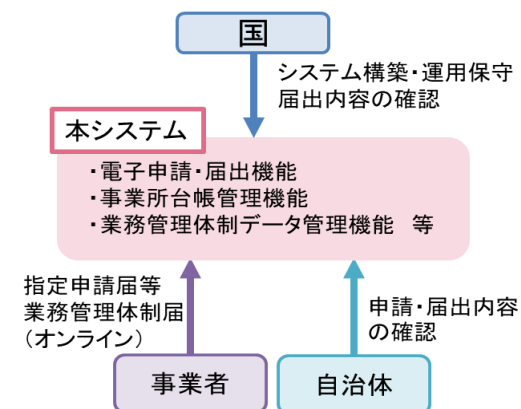 国
システム構築・運用保守
届出内容の確認
本システム
・電子申請・届出機能
・事業所台帳管理機能
・業務管理体制データ管理機能　等
指定申請届等
業務管理体制届
（オンライン）
申請・届出内容
の確認
事業者
自治体